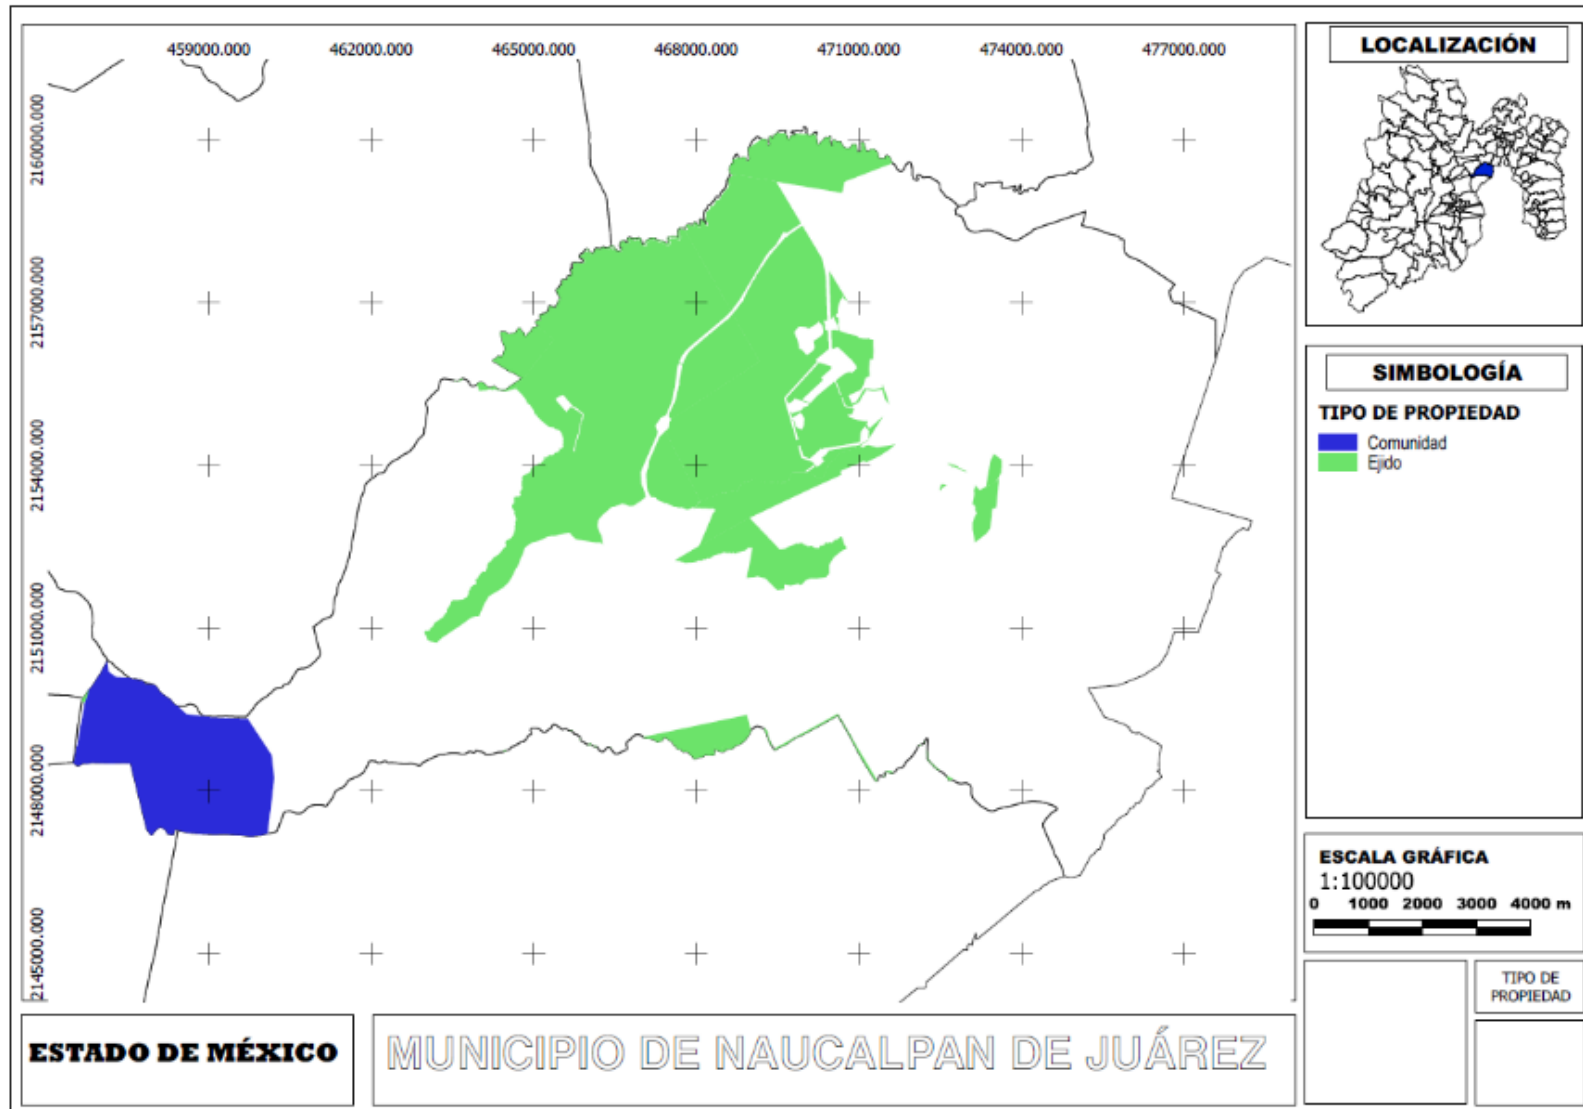 459000.000 462000.000 465000.000 468000.000 471000.000 474000.000 477000.000
2160000.000
2157000.000
2154000.000
2151000.000
2148000.000
2145000.000
LOCALIZACIÓN
SIMBOLOGÍA
TIPO DE PROPIEDAD
Comunidad
Ejido
ESCALA GRÁFICA
1:100000
0 1000 2000 3000 4000 m
TIPO DE
PROPIEDAD
ESTADO DE MÉXICO
MUNICIPIO DE NAUCALPAN DE JUÁREZ